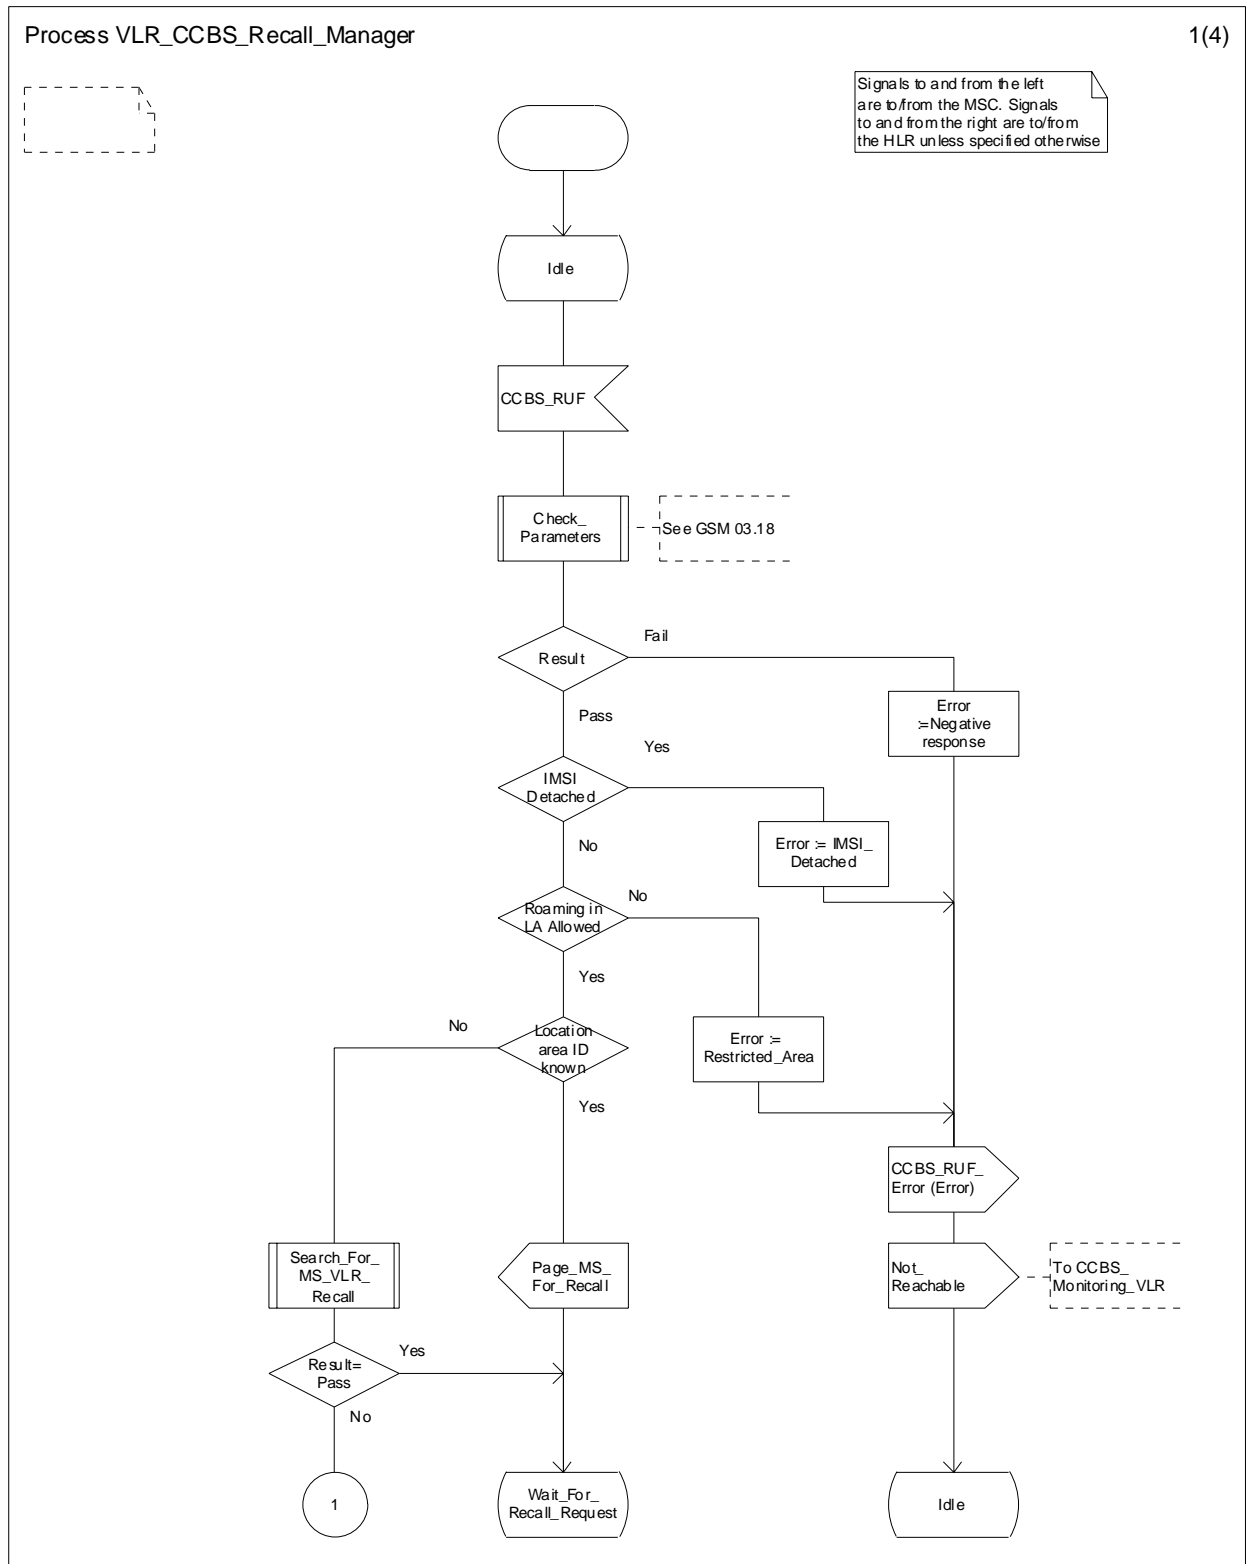 Process VLR_CCBS_Recall_Manager
1(4)
Signals to and from the left
are to/from the MSC. Signals
to and from the right are to/from
the HLR unless specified otherwise
Idle
CCBS_RUF
Check_
Parameters
See GSM 03.18
Result
Fail
Pass
Error
:=Negative
response
IMSI
Detached
Yes
No
Error := IMSI_
Detached
Roaming in
LA Allowed
No
Yes
Location
area ID
known
No
Yes
Error :=
Restricted_Area
CCBS_RUF_
Error (Error)
Search_For_
MS_VLR_
Recall
Page_MS_
For_Recall
Not_
Reachable
To CCBS_
Monitoring_VLR
Result=
Pass
Yes
No
1
Wait_For_
Recall_Request
Idle